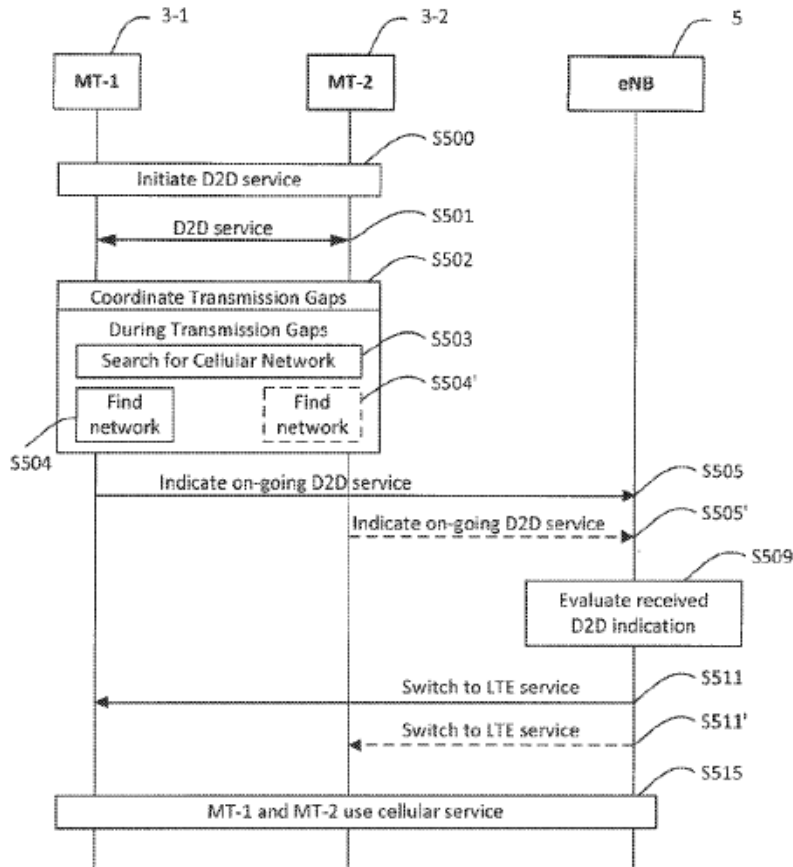 3-1
3-2
5
MT-1
MT-2
eNB
S500
Initiate D2D service
S501
D2D service
S502
Coordinate Transmission Gaps
During Transmission Gaps
S503
Search for Cellular Network
S504'
Find
network
Find
network
S504
S505
Indicate on-going D2D service
S505'
Indicate on-going D2D service
S509
Evaluate received
D2D indication
S511
Switch to LTE service
S511'
Switch to LTE service
S515
MT-1 and MT-2 use cellular service